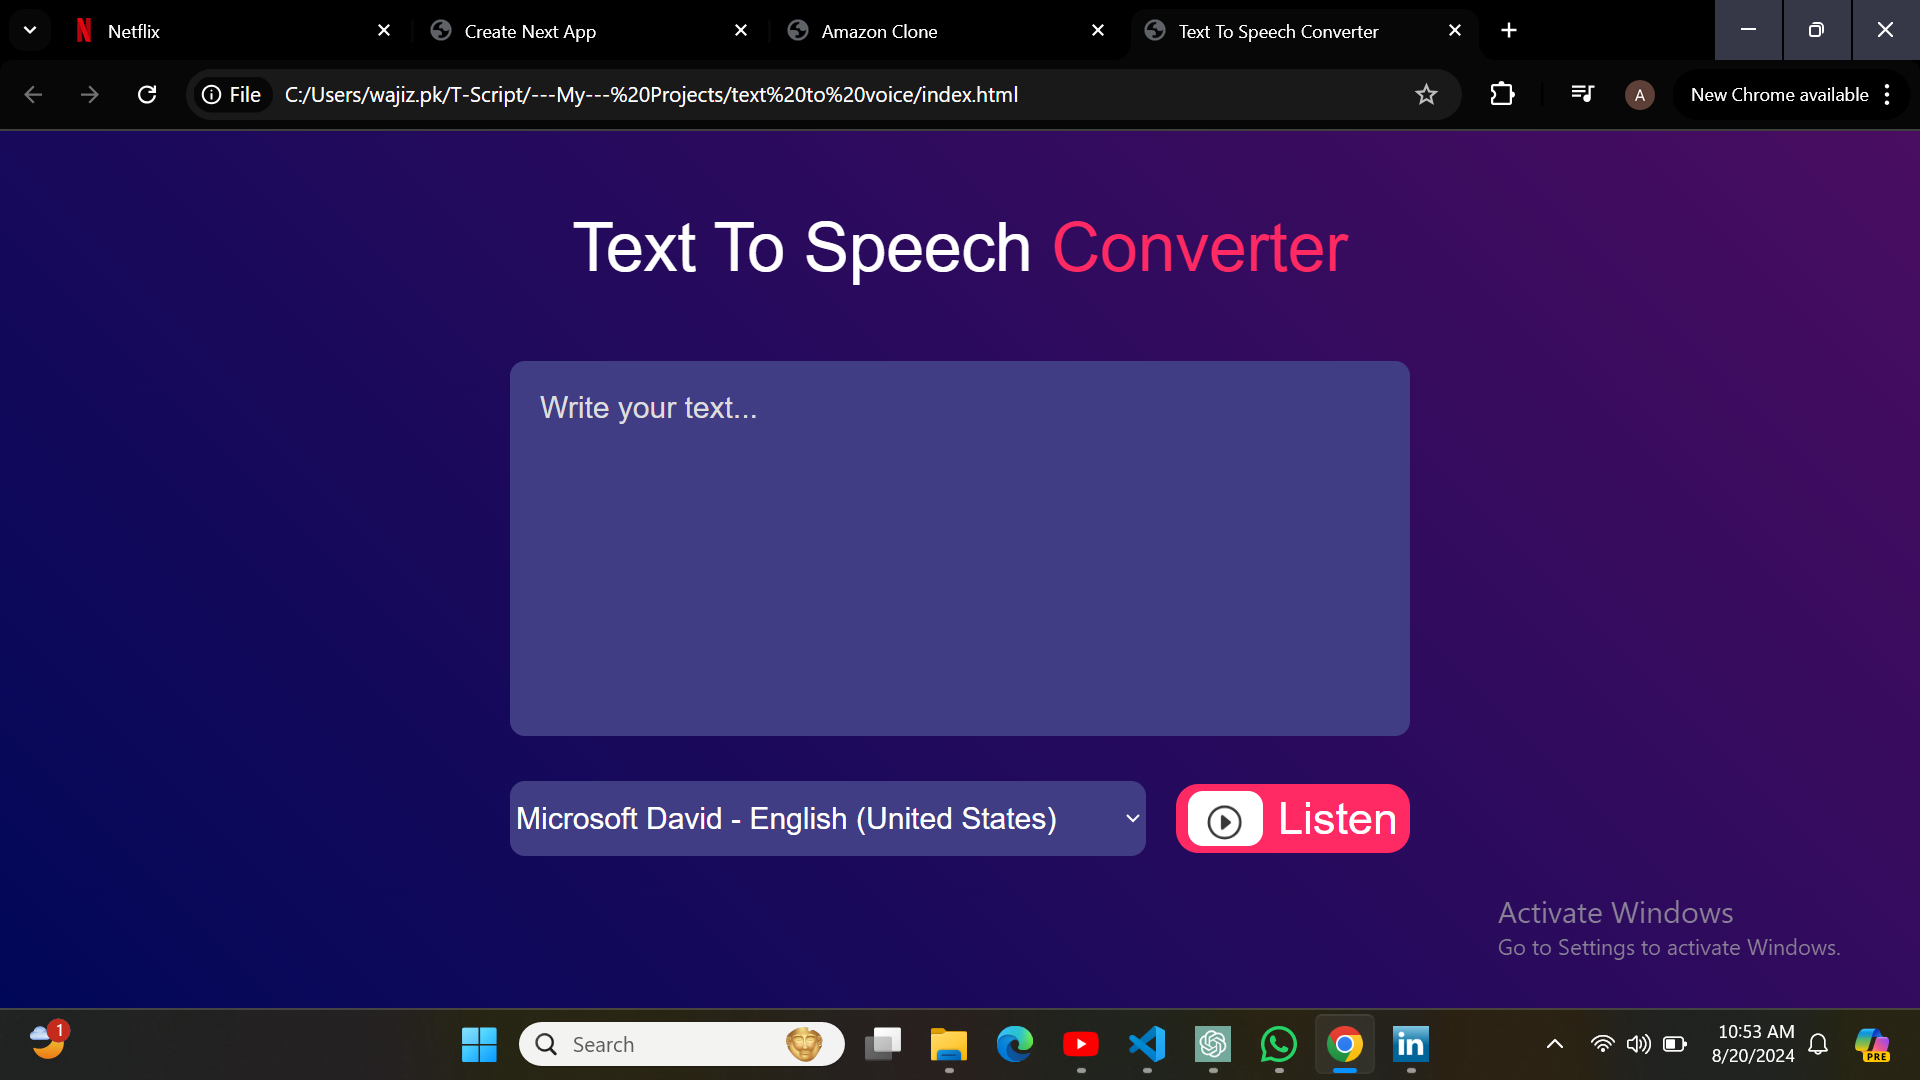 Netflix
Create Next App
Amazon Clone
Text To Speech Converter
File C:/Users/wajiz.pk/T-Script/---My---%20Projects/text%20to%20voice/index.html
A
New Chrome available
Text To Speech Converter
Write your text...
Microsoft David - English (United States)
Listen
Activate Windows
Go to Settings to activate Windows.
1
Search
in
10:53 AM
8/20/2024
PRE